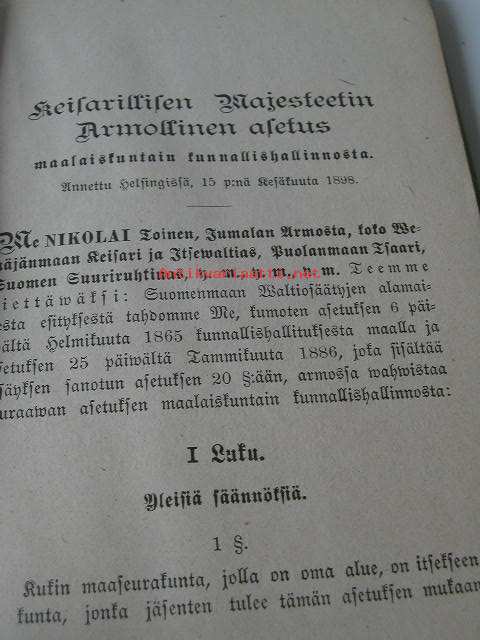 Keisarillisen Majesteetin
Armollinen asetus
maalaiskuntain kunnallishallinnosta.
Annettu Helsingissä, 15 p:nä Kesäkuuta 1898.
Me NIKOLAI Toinen, Jumalan Armosta, koko We-
näjänmaan Keisari ja Itsewaltias, Puolanmaan Tsaari,
Suomen Suuriruhtinas, y. m., y. m., y. m. Teemme
tiettäwäksi: Suomenmaan Waltiosäätyjen alamai-
sesta esityksestä tahdomme Me, kumoten asetuksen 6 päi-
wältä Helmikuuta 1865 kunnallishallituksesta maalla ja
asetuksen 25 päiwältä Tammikuuta 1886, joka sisältää
lisäyksen sanotun asetuksen 20 §:ään, armossa wahwistaa
seuraawan asetuksen maalaiskuntain kunnallishallinnosta:
I Luku.
Yleisiä säännöksiä.
1 §.
Kukin maaseurakunta, jolla on oma alue, on itsekseen
kunta, jonka jäsenten tulee tämän asetuksen mukaan